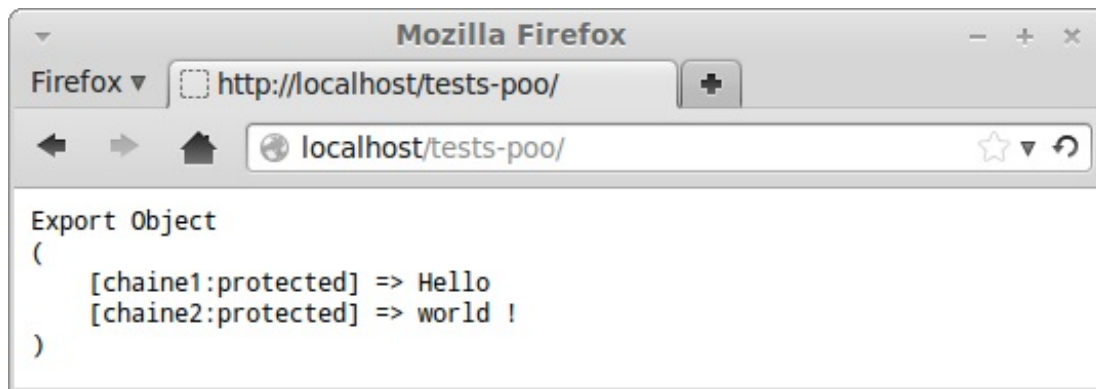 Mozilla Firefox
Firefox
http://localhost/tests-poo/
localhost/tests-poo/
Export Object
(
    [chaine1:protected] => Hello
    [chaine2:protected] => world !
)